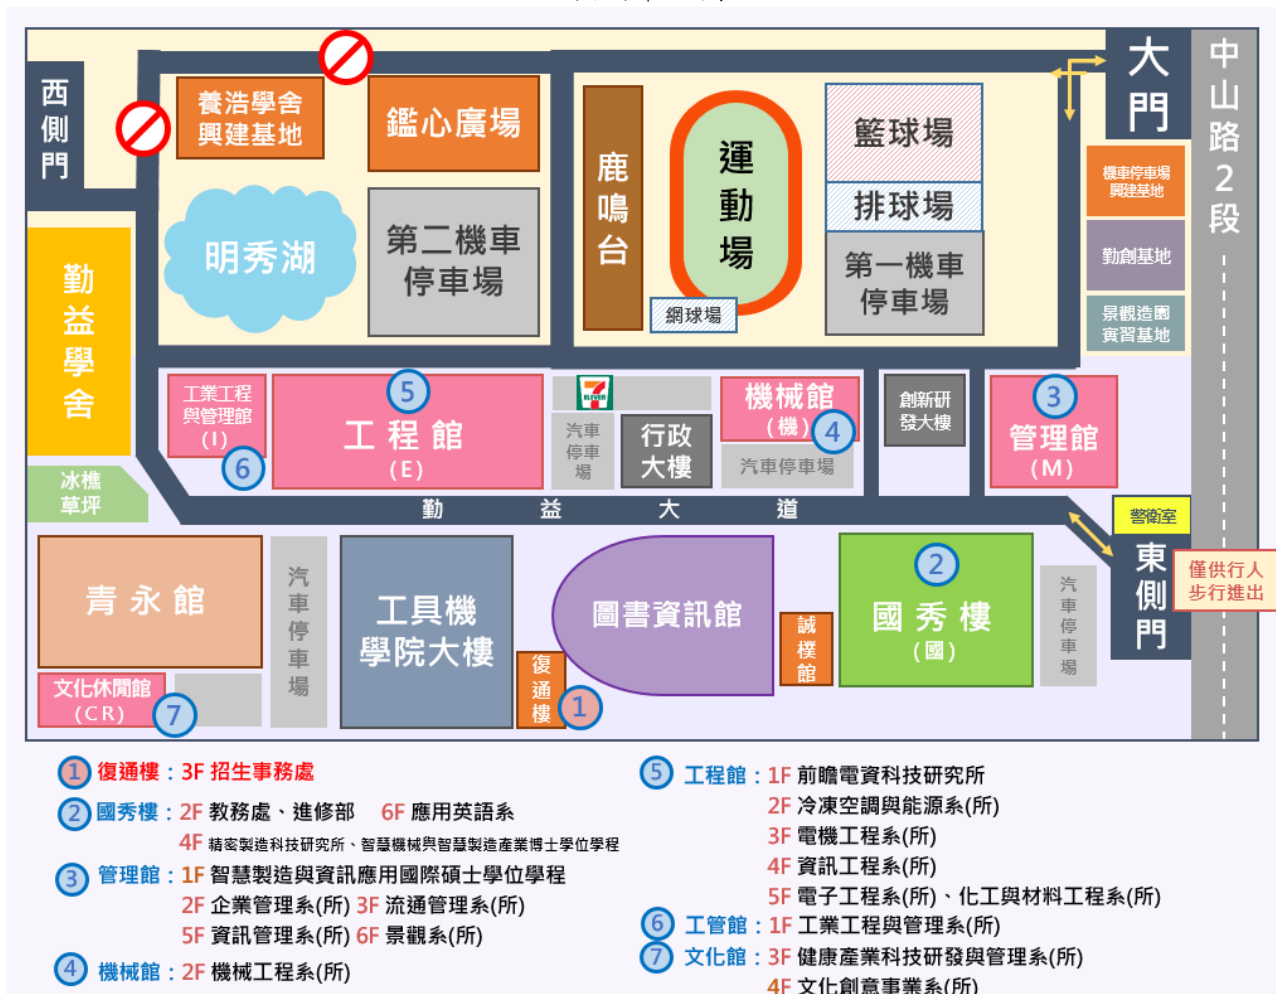 大門
中山路2段
西側門
養浩學舍
興建基地
鑑心廣場
鹿鳴台
運動場
籃球場
排球場
第一機車
停車場
網球場
機車停車場
興建基地
勤創基地
景觀造園
實習基地
明秀湖
第二機車
停車場
勤益學舍
冰樵
草坪
工業工程
與管理館
(I)
6
5
工程館
(E)
7
ELEVEN
汽車
停車
場
行政
大樓
機械館
(機)
4
汽車停車場
創新研
發大樓
3
管理館
(M)
勤益大道
警衛室
東側門
僅供行人
步行進出
青永館
文化休閒館
(CR)
7
汽車停車場
工具機
學院大樓
復通樓
1
圖書資訊館
誠樸館
2
國秀樓
(國)
汽車停車場
1 復通樓：3F 招生事務處
2 國秀樓：2F 教務處、進修部 6F 應用英語系
4F 精密製造科技研究所、智慧機械與智慧製造產業博士學位學程
3 管理館：1F 智慧製造與資訊應用國際碩士學位學程
2F 企業管理系(所) 3F 流通管理系(所)
5F 資訊管理系(所) 6F 景觀系(所)
4 機械館：2F 機械工程系(所)
5 工程館：1F 前瞻電資科技研究所
2F 冷凍空調與能源系(所)
3F 電機工程系(所)
4F 資訊工程系(所)
5F 電子工程系(所)、化工與材料工程系(所)
6 工管館：1F 工業工程與管理系(所)
7 文化館：3F 健康產業科技研發與管理系(所)
4F 文化創意事業系(所)